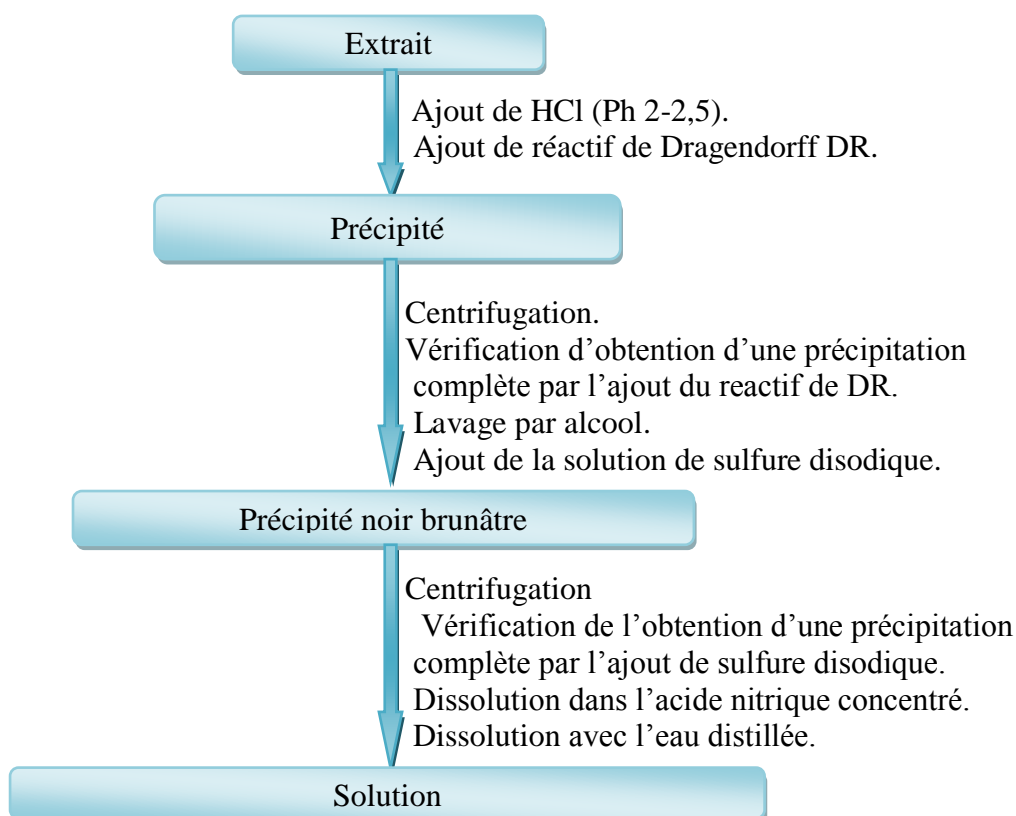 Extrait
Ajout de HCl (Ph 2-2,5).
Ajout de réactif de Dragendorff DR.
Précipité
Centrifugation.
Vérification d’obtention d’une précipitation
complète par l’ajout du reactif de DR.
Lavage par alcool.
Ajout de la solution de sulfure disodique.
Précipité noir brunâtre
Centrifugation
Vérification de l’obtention d’une précipitation
complète par l’ajout de sulfure disodique.
Dissolution dans l’acide nitrique concentré.
Dissolution avec l’eau distillée.
Solution